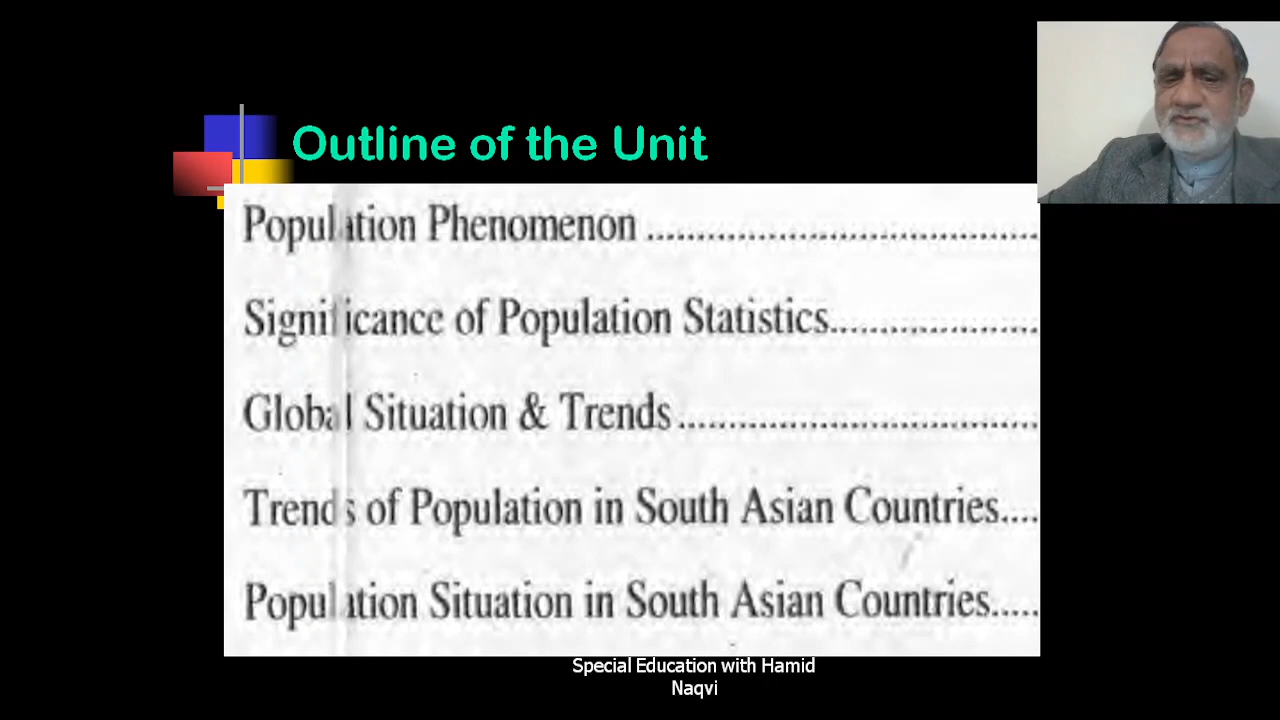 Outline of the Unit
Population Phenomenon ......................................
Significance of Population Statistics......................
Global Situation & Trends ...................................
Trends of Population in South Asian Countries....
Population Situation in South Asian Countries.....
Special Education with Hamid
Naqvi